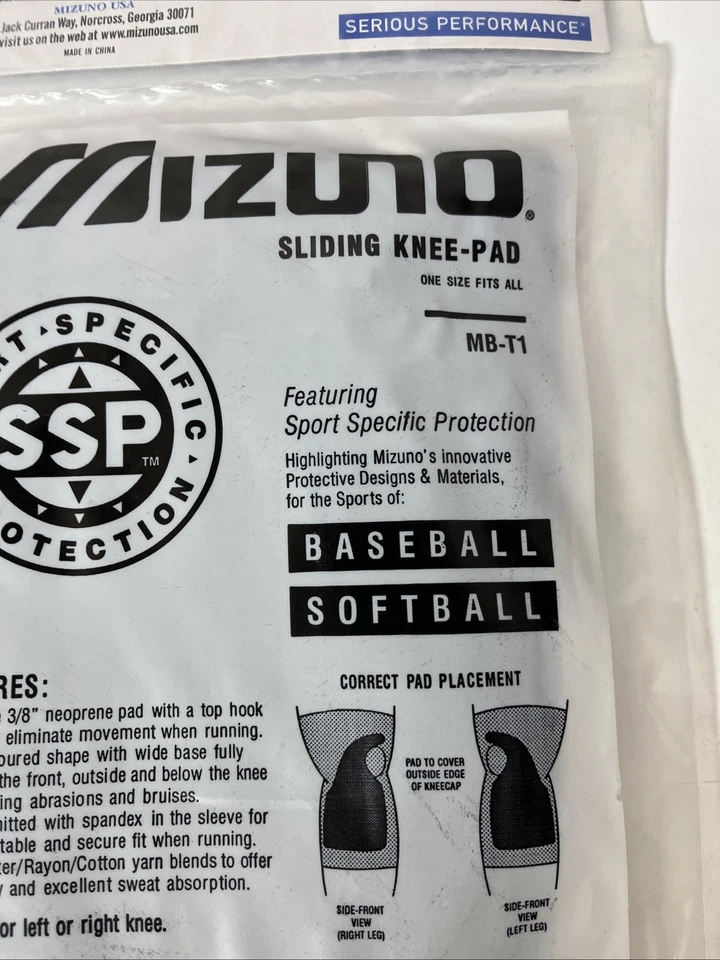 MIZUNO USA
Jack Curran Way, Norcross, Georgia 30071
visit us on the web at www.mizunousa.com
MADE IN CHINA
SERIOUS PERFORMANCE
MIZUNO®
SLIDING KNEE-PAD
ONE SIZE FITS ALL
MB-T1
RT ▲ SPECIFIC ▲
SSP™
OTECTION
Featuring
Sport Specific Protection
Highlighting Mizuno's innovative
Protective Designs & Materials,
for the Sports of:
BASEBALL
SOFTBALL
RES:
3/8" neoprene pad with a top hook
eliminate movement when running.
oured shape with wide base fully
the front, outside and below the knee
ing abrasions and bruises.
nitted with spandex in the sleeve for
table and secure fit when running.
ter/Rayon/Cotton yarn blends to offer
y and excellent sweat absorption.
or left or right knee.
CORRECT PAD PLACEMENT
PAD TO COVER
OUTSIDE EDGE
OF KNEECAP
SIDE-FRONT
VIEW
(RIGHT LEG)
SIDE-FRONT
VIEW
(LEFT LEG)